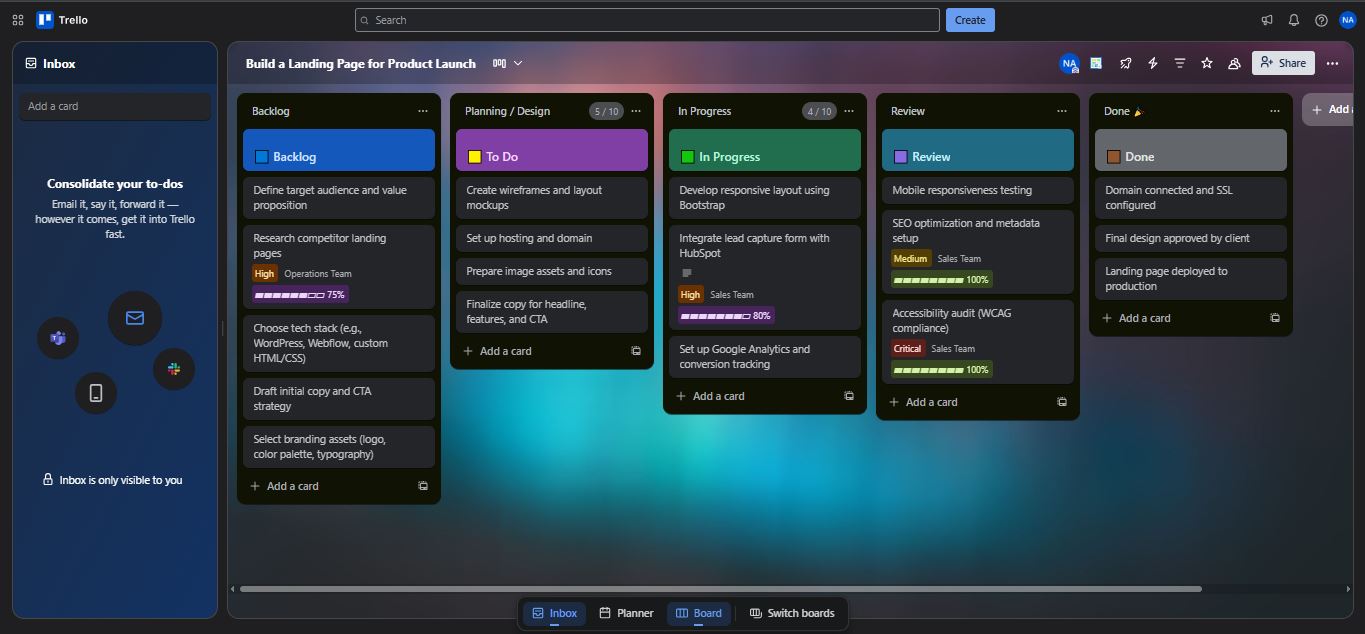 Trello
Search
Create
NA
Inbox
Add a card
Consolidate your to-dos
Email it, say it, forward it —
however it comes, get it into Trello
fast.
Inbox is only visible to you
Build a Landing Page for Product Launch
NA
Share
Backlog
Backlog
Define target audience and value
proposition
Research competitor landing
pages
High Operations Team
75%
Choose tech stack (e.g.,
WordPress, Webflow, custom
HTML/CSS)
Draft initial copy and CTA
strategy
Select branding assets (logo,
color palette, typography)
Add a card
Planning / Design 5 / 10
To Do
Create wireframes and layout
mockups
Set up hosting and domain
Prepare image assets and icons
Finalize copy for headline,
features, and CTA
Add a card
In Progress 4 / 10
In Progress
Develop responsive layout using
Bootstrap
Integrate lead capture form with
HubSpot
High Sales Team
80%
Set up Google Analytics and
conversion tracking
Add a card
Review
Review
Mobile responsiveness testing
SEO optimization and metadata
setup
Medium Sales Team
100%
Accessibility audit (WCAG
compliance)
Critical Sales Team
100%
Add a card
Done 🎉
Done
Domain connected and SSL
configured
Final design approved by client
Landing page deployed to
production
Add a card
Add
Inbox
Planner
Board
Switch boards